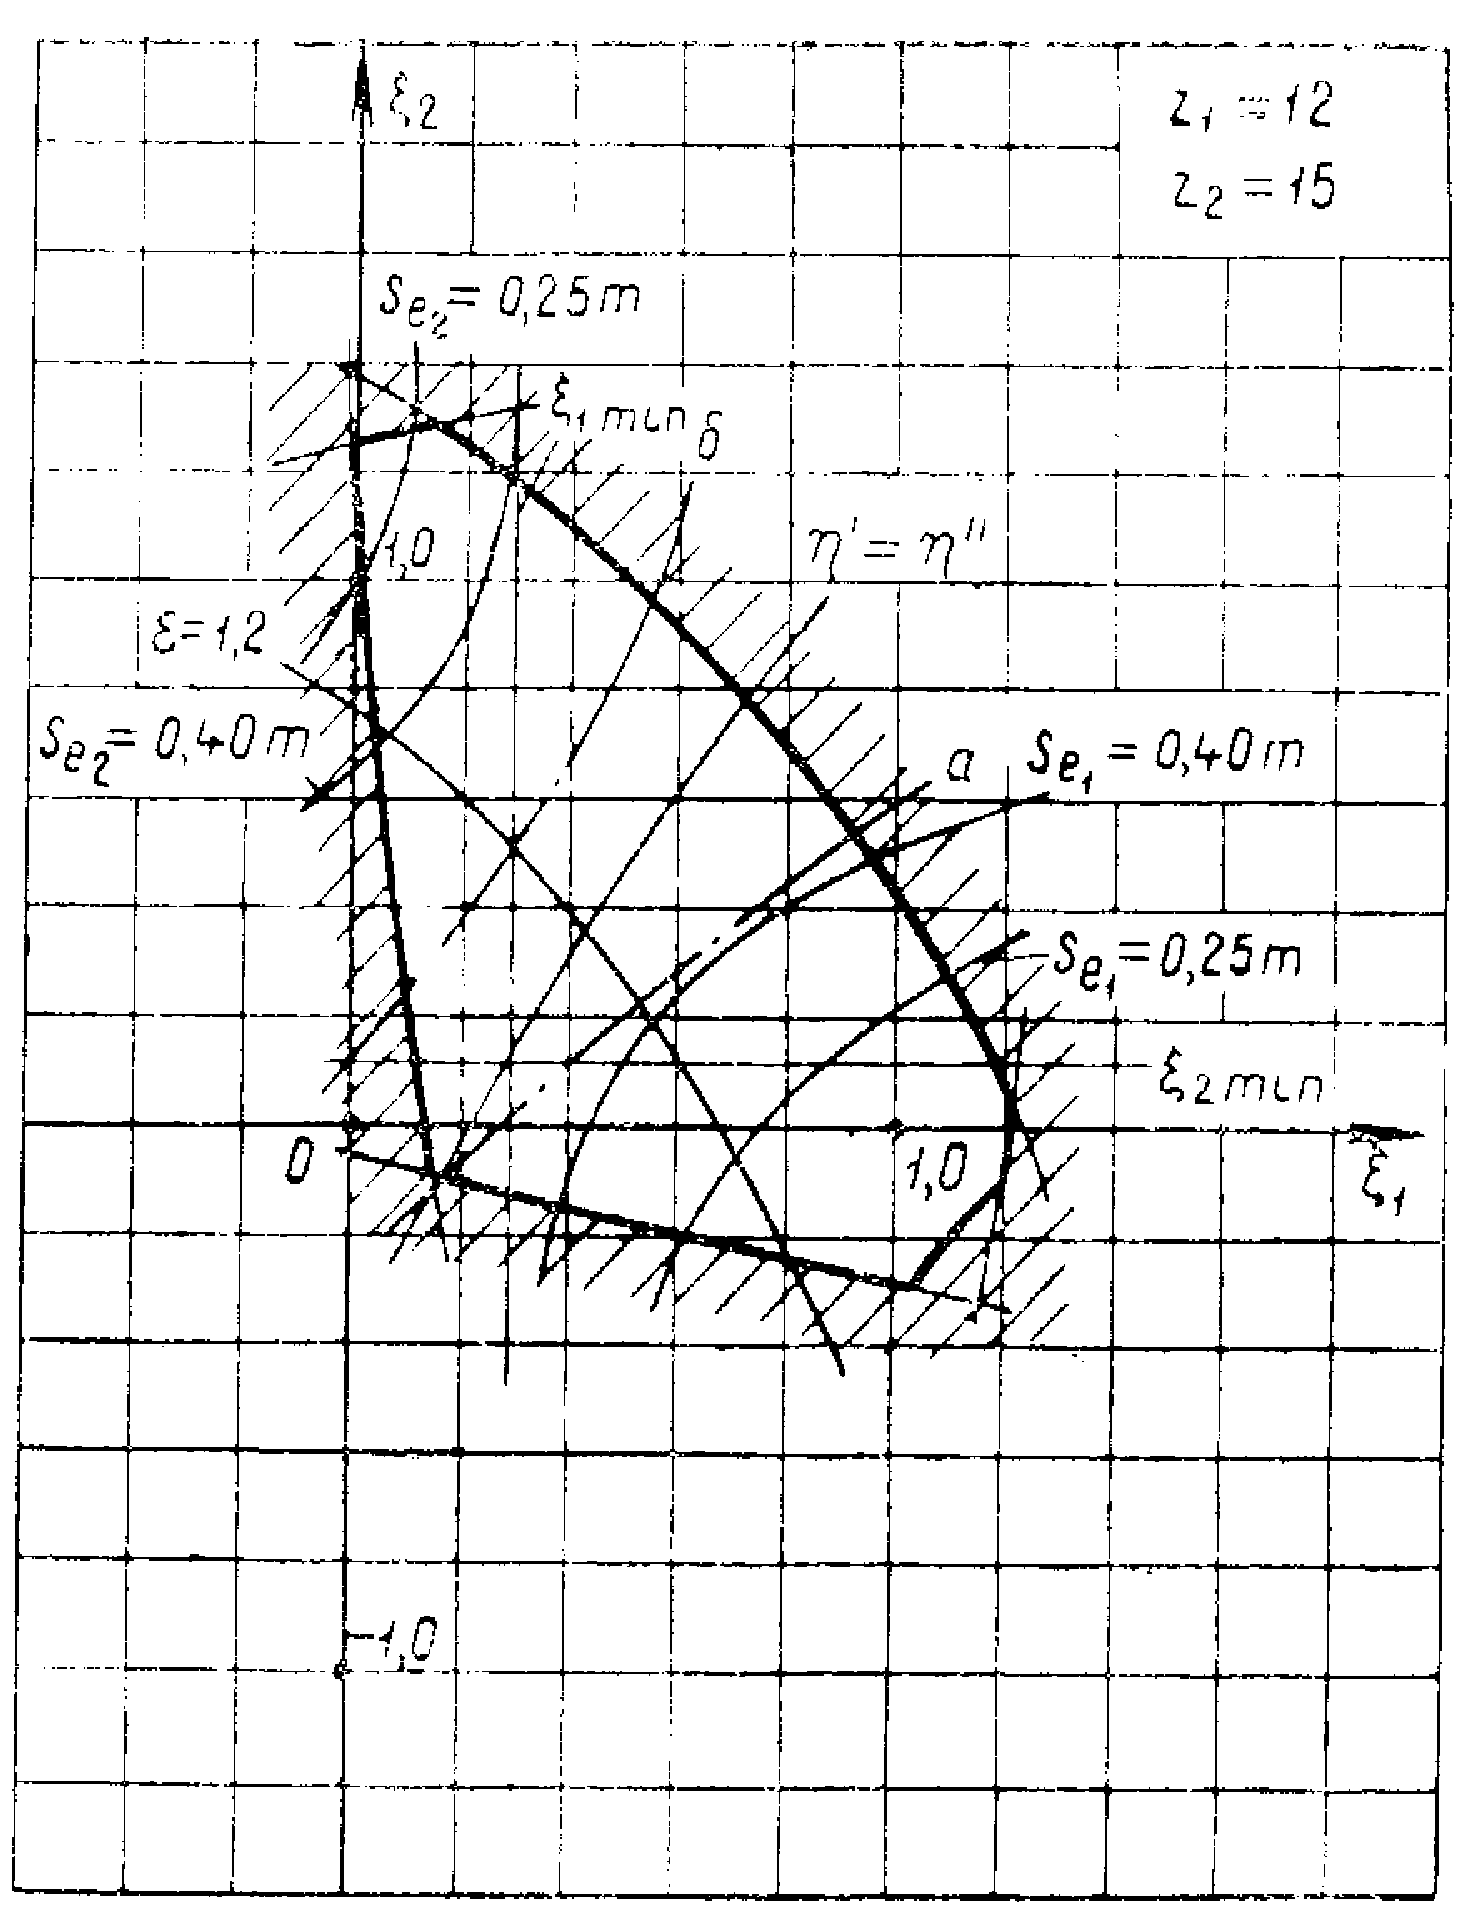 ξ₂
z₁ = 12
z₂ = 15
Se₂ = 0,25m
ξ₁ min
б
1,0
η' = η''
ε=1,2
Se₂ = 0,40m
a
Se₁ = 0,40m
Se₁ = 0,25m
ξ₂ min
0
1,0
ξ₁
-1,0